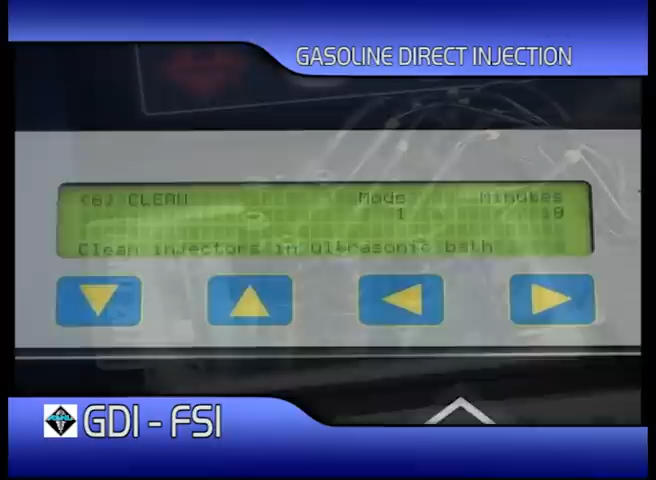 GASOLINE DIRECT INJECTION
(6) CLEAN Mode Minutes
1 10
Clean injectors in Ultrasonic bath
GDI - FSI